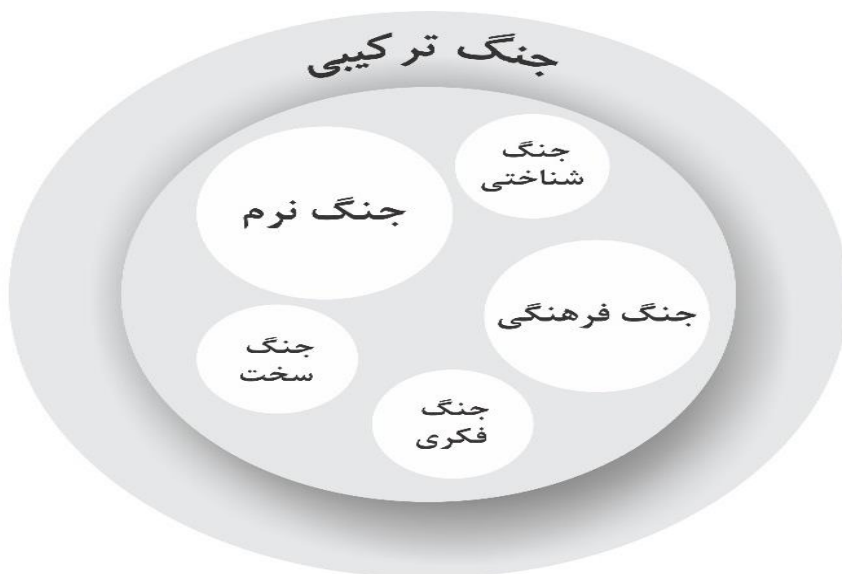 جنگ ترکیبی
جنگ
شناختی
جنگ نرم
جنگ فرهنگی
جنگ
سخت
جنگ
فکری